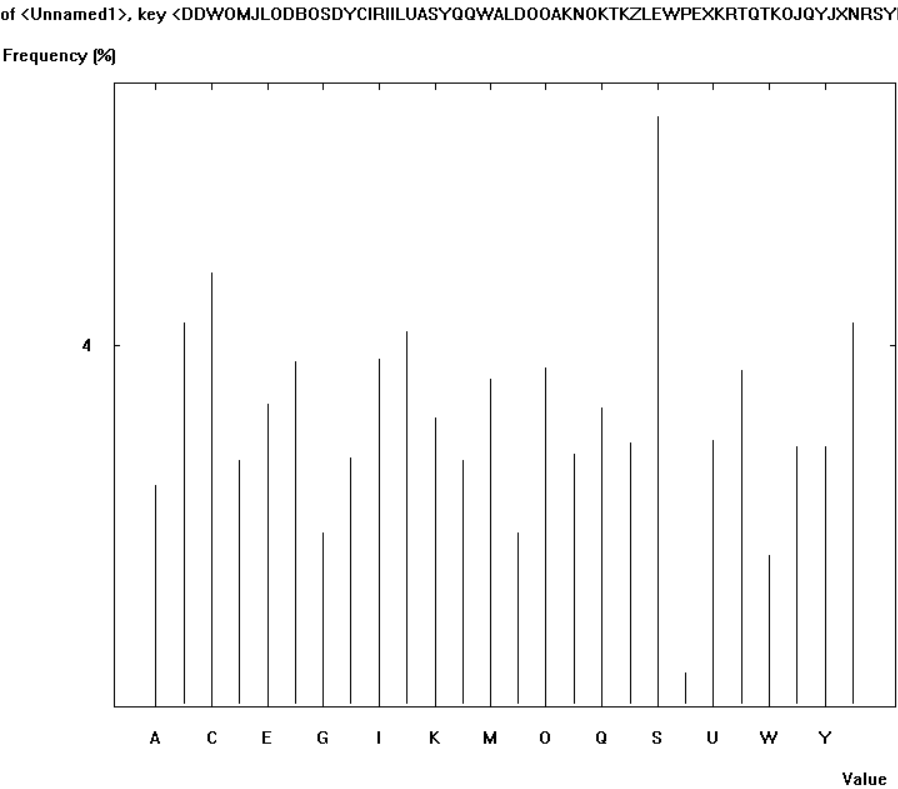 of <Unnamed1>, key <DDWOMJLODBOSDYCIRIILUASYQQWALDOOAKNOKTKZLEWPEXKRTQTKOJQYJXNRSY
Frequency (%)
4
A C E G I K M O Q S U W Y
Value